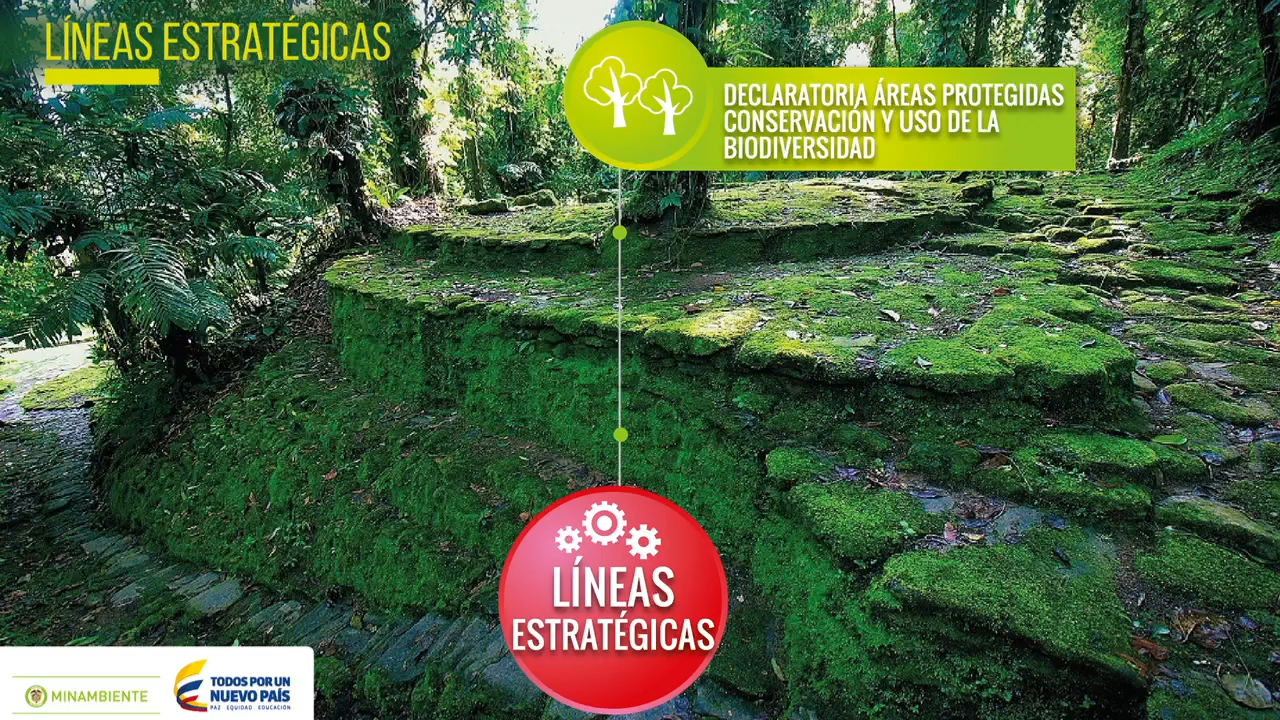 LÍNEAS ESTRATÉGICAS
DECLARATORIA ÁREAS PROTEGIDAS
CONSERVACIÓN Y USO DE LA
BIODIVERSIDAD
LÍNEAS
ESTRATÉGICAS
MINAMBIENTE
TODOS POR UN
NUEVO PAÍS
PAZ EQUIDAD EDUCACIÓN